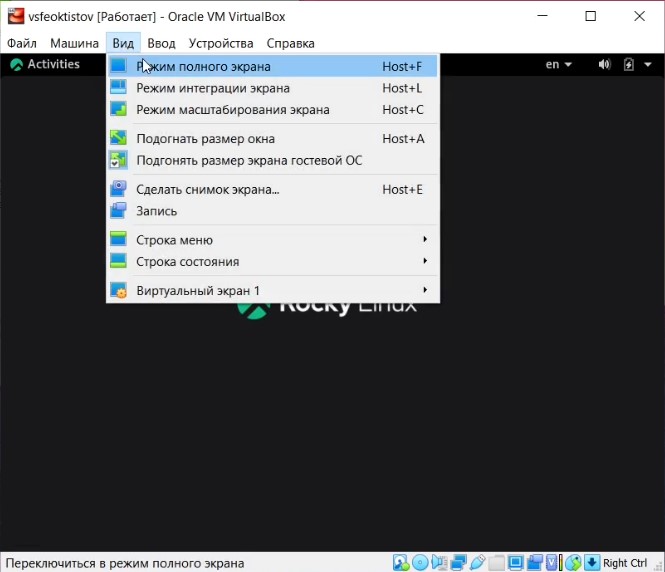 vsfeoktistov [Работает] - Oracle VM VirtualBox
Файл Машина Вид Ввод Устройства Справка
Activities en
Режим полного экрана Host+F
Режим интеграции экрана Host+L
Режим масштабирования экрана Host+C
Подогнать размер окна Host+A
Подгонять размер экрана гостевой ОС
Сделать снимок экрана... Host+E
Запись
Строка меню
Строка состояния
Виртуальный экран 1
Rocky Linux
Переключиться в режим полного экрана Right Ctrl